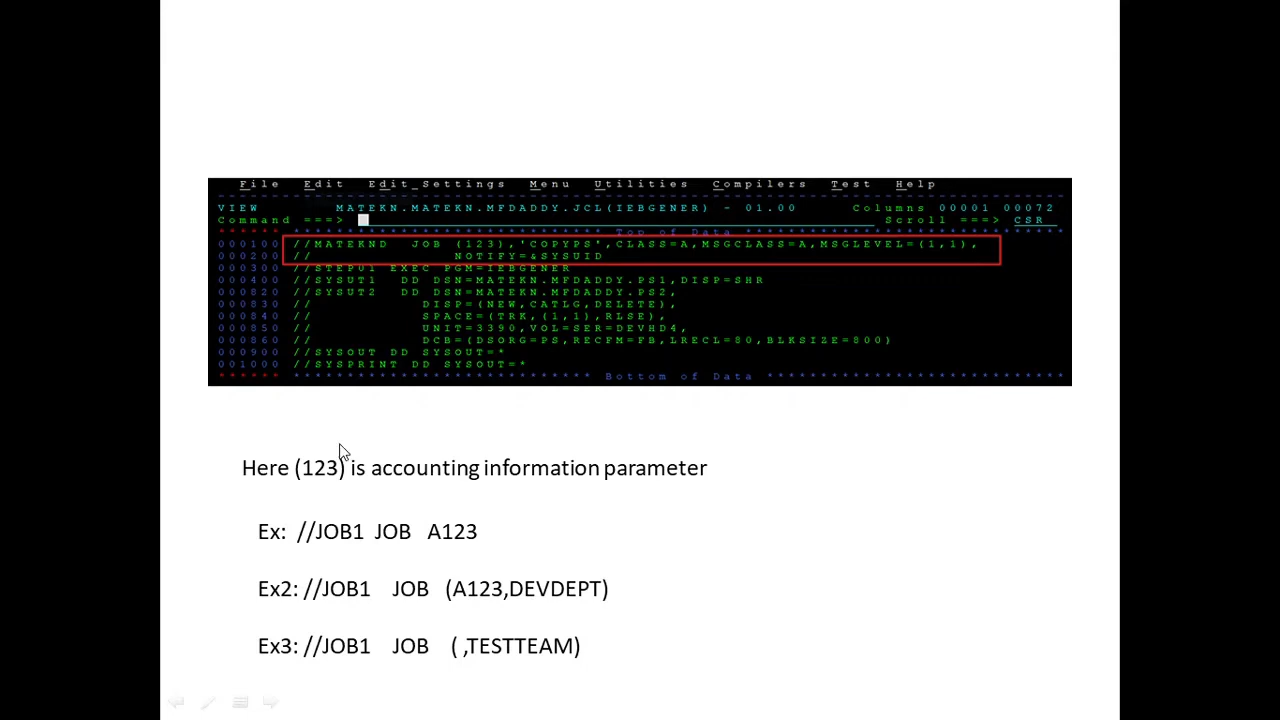 File Edit Edit_Settings Menu Utilities Compilers Test Help
VIEW MATEKN.MATEKN.MFDADDY.JCL(IEBGENER) - 01.00 Columns 00001 00072
Command ===> Scroll ===> CSR
****** *************************** Top of Data ****************************
000100 //MATEKND JOB (123),'COPYPS',CLASS=A,MSGCLASS=A,MSGLEVEL=(1,1),
000200 // NOTIFY=&SYSUID
000300 //STEP01 EXEC PGM=IEBGENER
000400 //SYSUT1 DD DSN=MATEKN.MFDADDY.PS1,DISP=SHR
000820 //SYSUT2 DD DSN=MATEKN.MFDADDY.PS2,
000830 // DISP=(NEW,CATLG,DELETE),
000840 // SPACE=(TRK,(1,1),RLSE),
000850 // UNIT=3390,VOL=SER=DEVHD4,
000860 // DCB=(DSORG=PS,RECFM=FB,LRECL=80,BLKSIZE=800)
000900 //SYSOUT DD SYSOUT=*
001000 //SYSPRINT DD SYSOUT=*
****** **************************** Bottom of Data ****************************
Here (123) is accounting information parameter
Ex: //JOB1 JOB A123
Ex2: //JOB1 JOB (A123,DEVDEPT)
Ex3: //JOB1 JOB ( ,TESTTEAM)